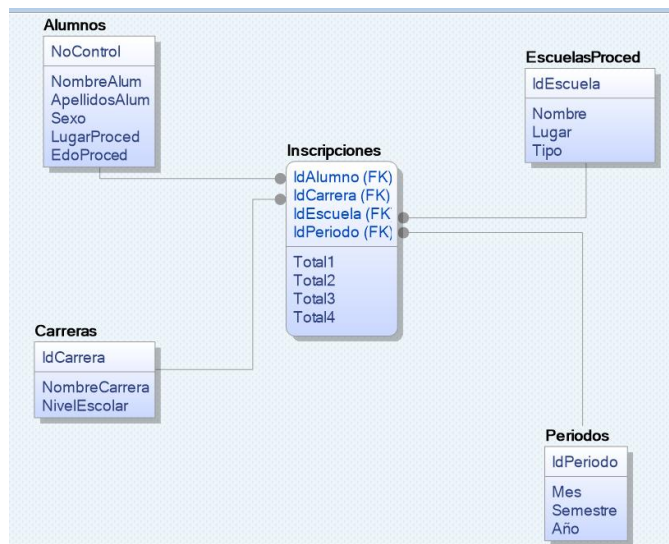 Alumnos
NoControl
NombreAlum
ApellidosAlum
Sexo
LugarProced
EdoProced
EscuelasProced
IdEscuela
Nombre
Lugar
Tipo
Inscripciones
IdAlumno (FK)
IdCarrera (FK)
IdEscuela (FK
IdPeriodo (FK)
Total1
Total2
Total3
Total4
Carreras
IdCarrera
NombreCarrera
NivelEscolar
Periodos
IdPeriodo
Mes
Semestre
Año